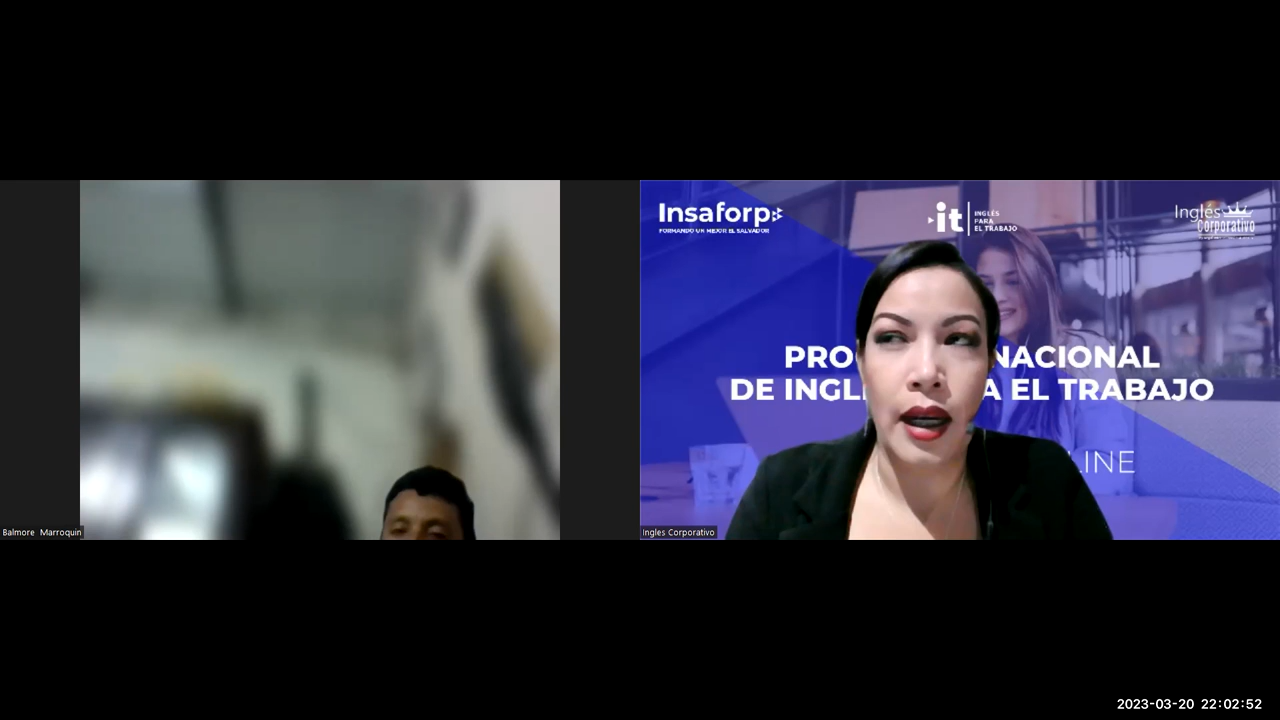 Insaforp
FORMANDO UN MEJOR EL SALVADOR
it
INGLÉS
PARA
EL TRABAJO
Inglés
Corporativo
PRO NACIONAL
DE INGL A EL TRABAJO
LINE
Balmore Marroquin
Ingles Corporativo
2023-03-20 22:02:52